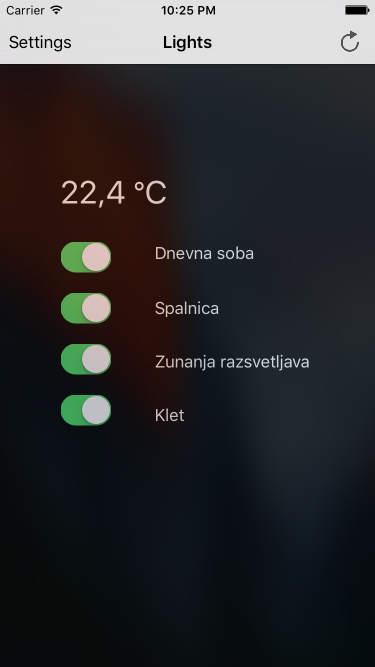 Carrier 10:25 PM
Settings Lights
22,4 °C
Dnevna soba
Spalnica
Zunanja razsvetljava
Klet